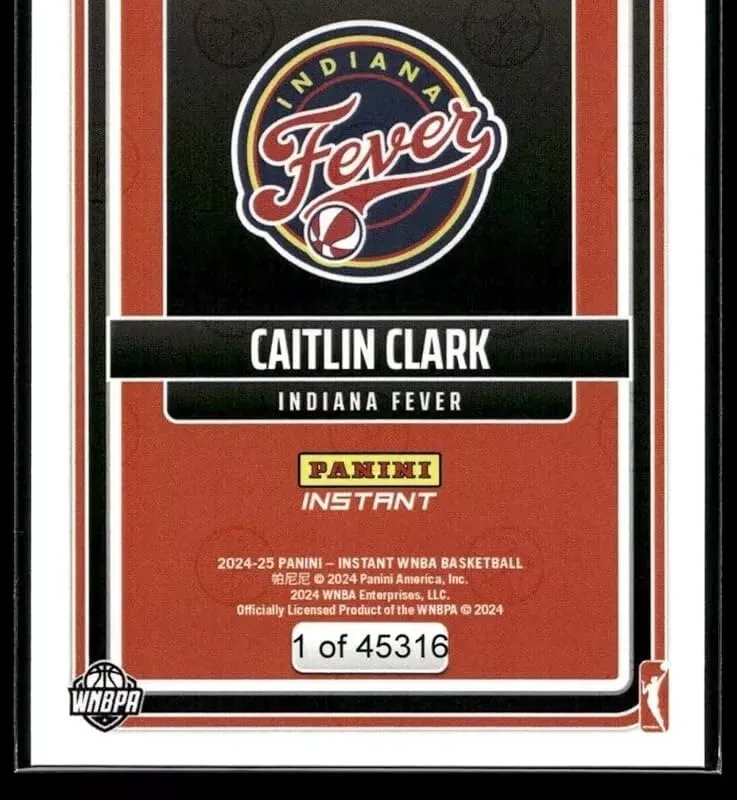 INDIANA
Fever
CAITLIN CLARK
INDIANA FEVER
PANINI
INSTANT
2024-25 PANINI – INSTANT WNBA BASKETBALL
帕尼尼 © 2024 Panini America, Inc.
2024 WNBA Enterprises, LLC.
Officially Licensed Product of the WNBPA © 2024
1 of 45316
WNBPA